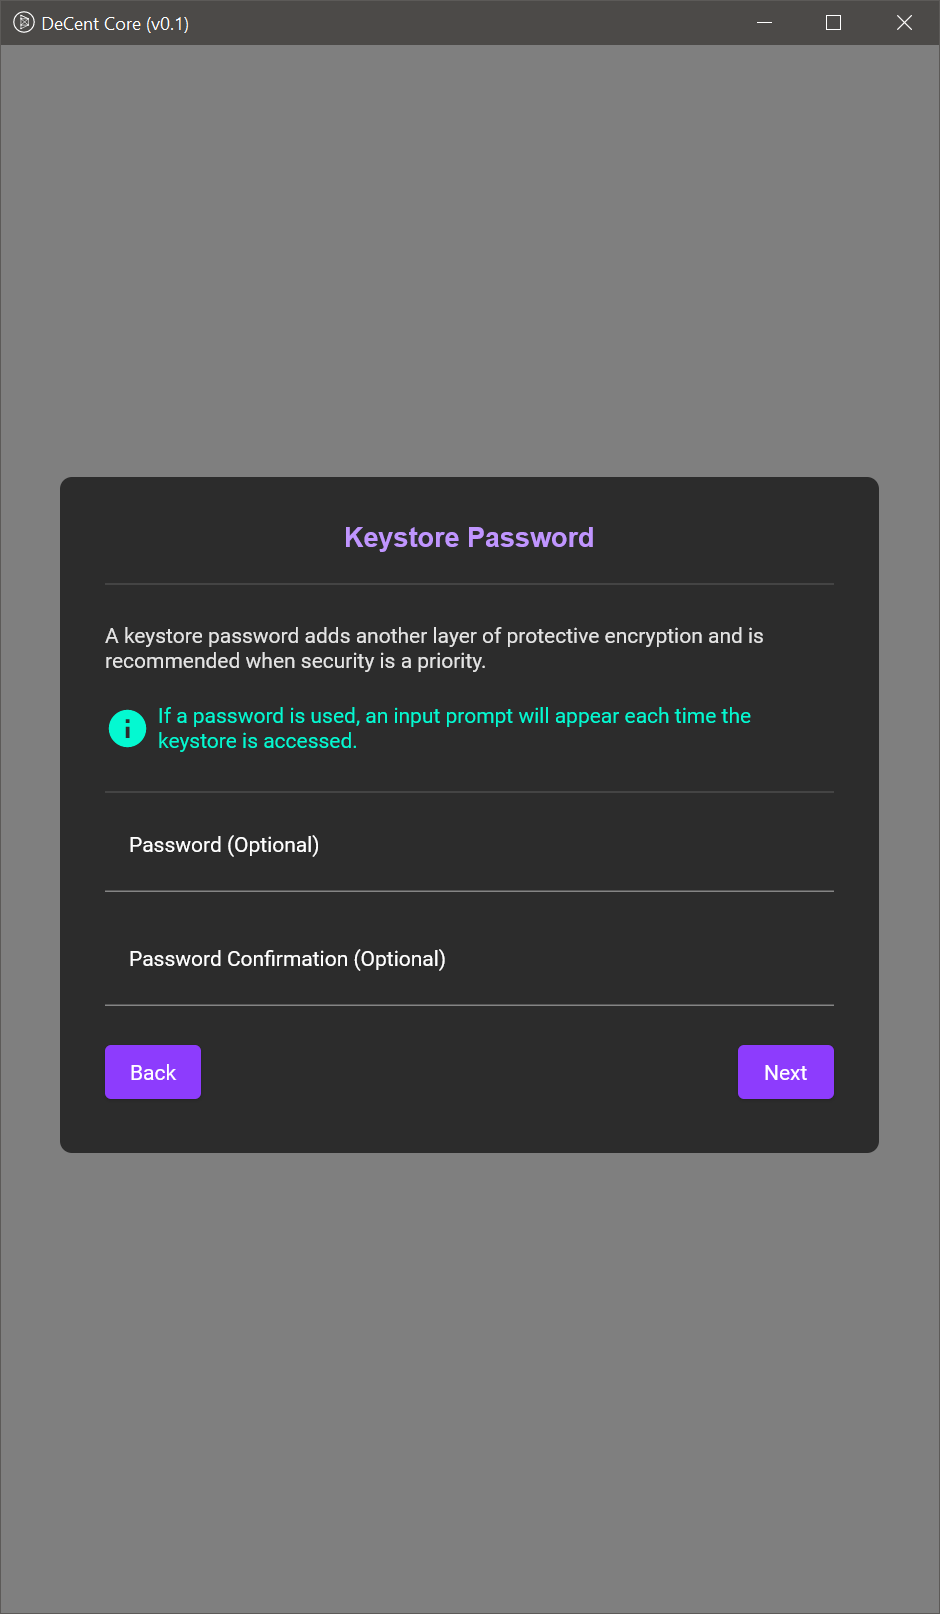 DeCent Core (v0.1)
Keystore Password
A keystore password adds another layer of protective encryption and is
recommended when security is a priority.
If a password is used, an input prompt will appear each time the
keystore is accessed.
Password (Optional)
Password Confirmation (Optional)
Back
Next